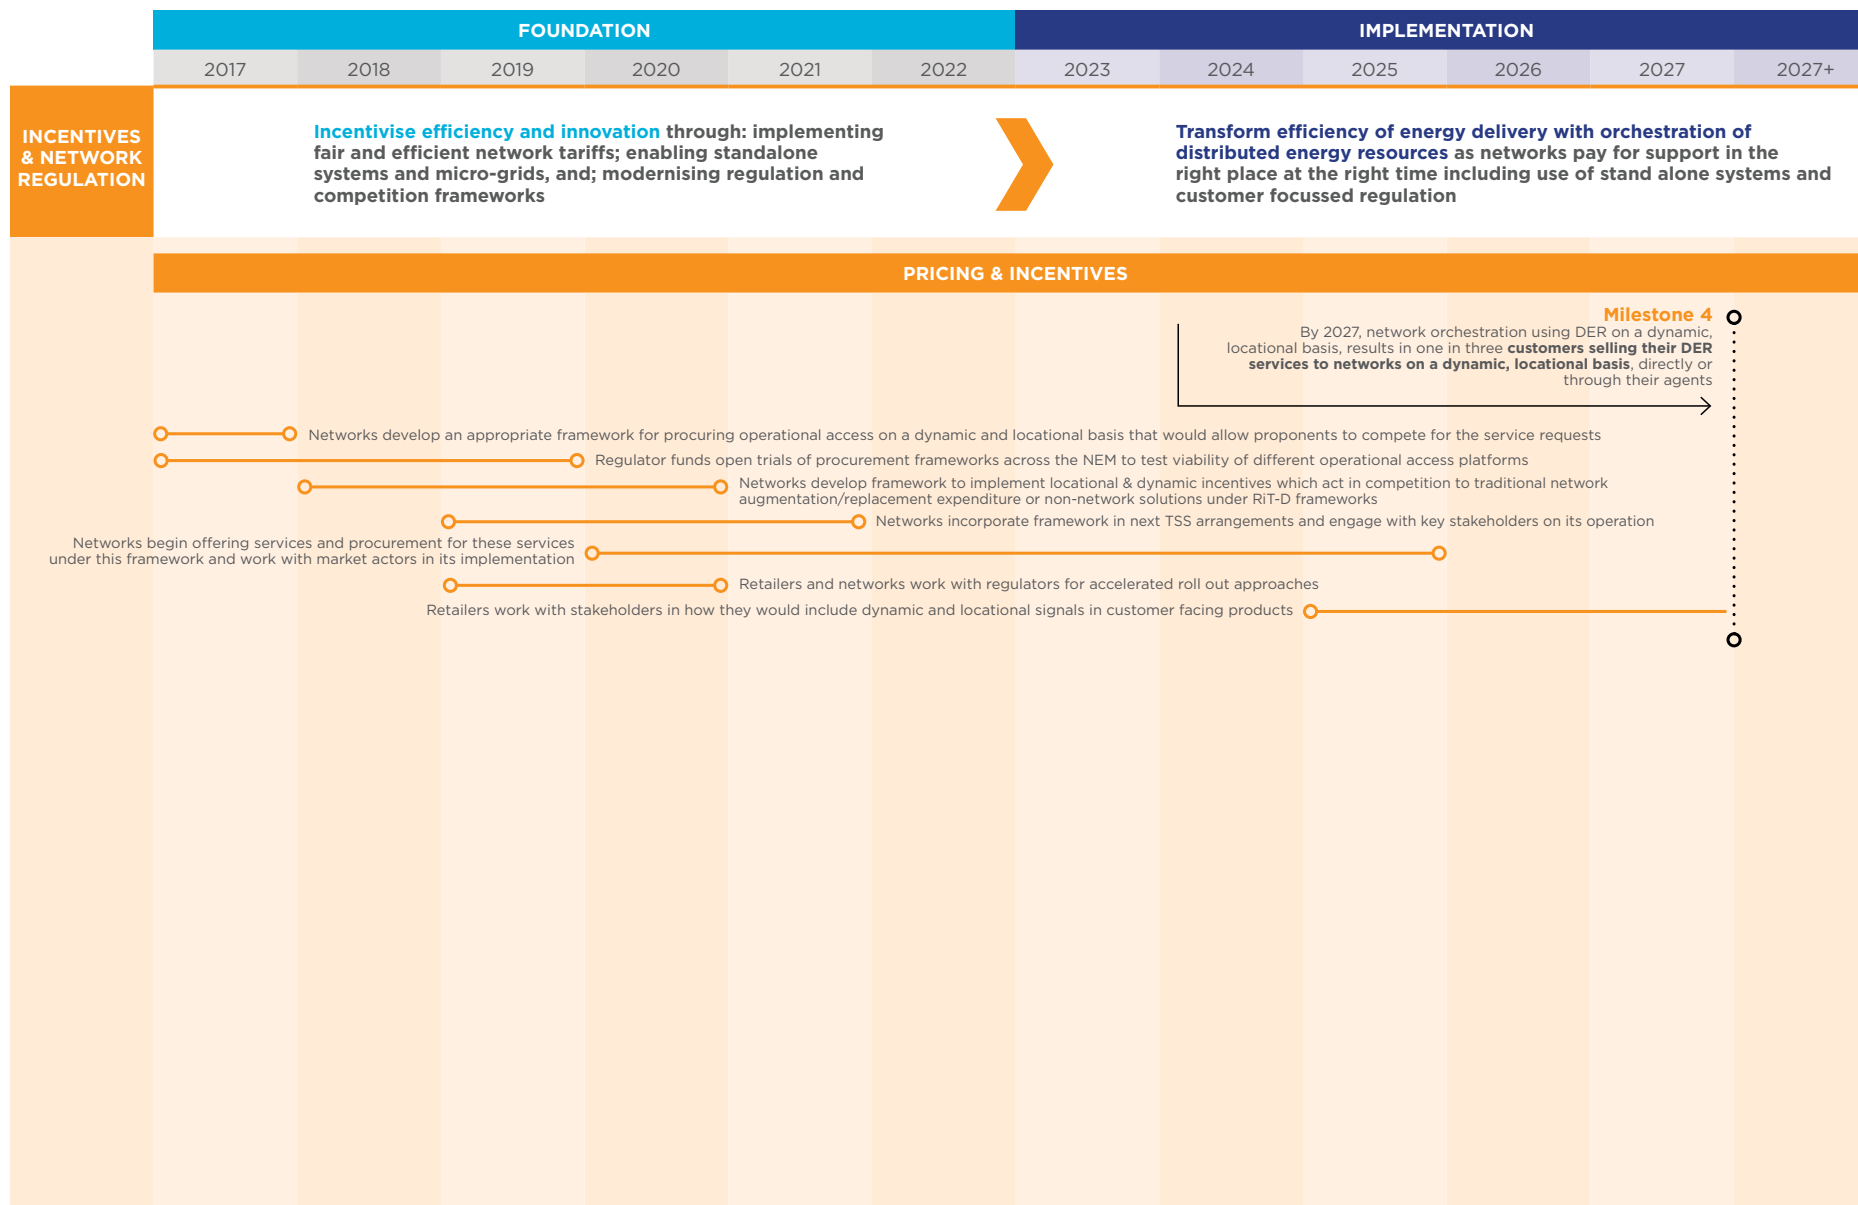 FOUNDATION
IMPLEMENTATION
2017
2018
2019
2020
2021
2022
2023
2024
2025
2026
2027
2027+
INCENTIVES
& NETWORK
REGULATION
Incentivise efficiency and innovation through: implementing
fair and efficient network tariffs; enabling standalone
systems and micro-grids, and; modernising regulation and
competition frameworks
Transform efficiency of energy delivery with orchestration of
distributed energy resources as networks pay for support in the
right place at the right time including use of stand alone systems and
customer focussed regulation
PRICING & INCENTIVES
Milestone 4
By 2027, network orchestration using DER on a dynamic,
locational basis, results in one in three customers selling their DER
services to networks on a dynamic, locational basis, directly or
through their agents
Networks develop an appropriate framework for procuring operational access on a dynamic and locational basis that would allow proponents to compete for the service requests
Regulator funds open trials of procurement frameworks across the NEM to test viability of different operational access platforms
Networks develop framework to implement locational & dynamic incentives which act in competition to traditional network
augmentation/replacement expenditure or non-network solutions under RiT-D frameworks
Networks incorporate framework in next TSS arrangements and engage with key stakeholders on its operation
Networks begin offering services and procurement for these services
under this framework and work with market actors in its implementation
Retailers and networks work with regulators for accelerated roll out approaches
Retailers work with stakeholders in how they would include dynamic and locational signals in customer facing products